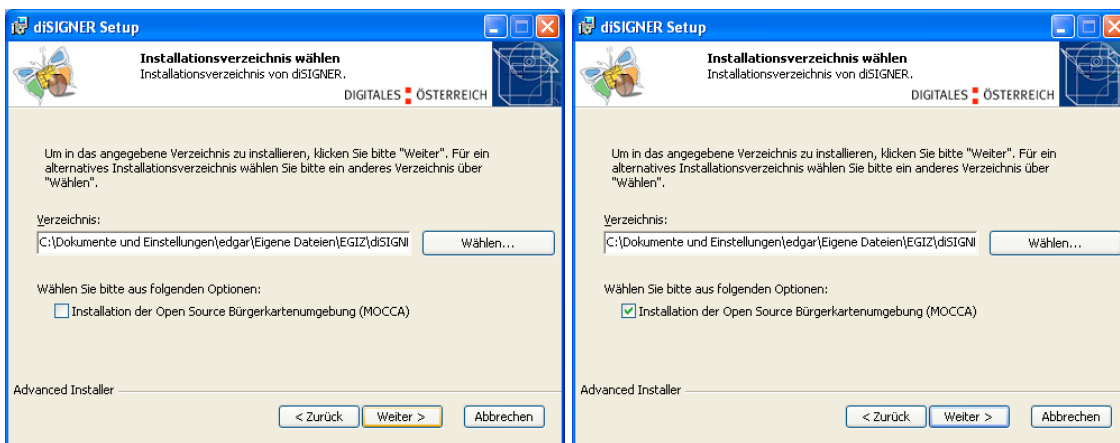 diSIGNER Setup
Installationsverzeichnis wählen
Installationsverzeichnis von diSIGNER.
DIGITALES ÖSTERREICH
Um in das angegebene Verzeichnis zu installieren, klicken Sie bitte "Weiter". Für ein
alternatives Installationsverzeichnis wählen Sie bitte ein anderes Verzeichnis über
"Wählen".
Verzeichnis:
C:\Dokumente und Einstellungen\edgar\Eigene Dateien\EGIZ\diSIGNI
Wählen...
Wählen Sie bitte aus folgenden Optionen:
Installation der Open Source Bürgerkartenumgebung (MOCCA)
Advanced Installer
< Zurück Weiter > Abbrechen
diSIGNER Setup
Installationsverzeichnis wählen
Installationsverzeichnis von diSIGNER.
DIGITALES ÖSTERREICH
Um in das angegebene Verzeichnis zu installieren, klicken Sie bitte "Weiter". Für ein
alternatives Installationsverzeichnis wählen Sie bitte ein anderes Verzeichnis über
"Wählen".
Verzeichnis:
C:\Dokumente und Einstellungen\edgar\Eigene Dateien\EGIZ\diSIGNI
Wählen...
Wählen Sie bitte aus folgenden Optionen:
Installation der Open Source Bürgerkartenumgebung (MOCCA)
Advanced Installer
< Zurück Weiter > Abbrechen